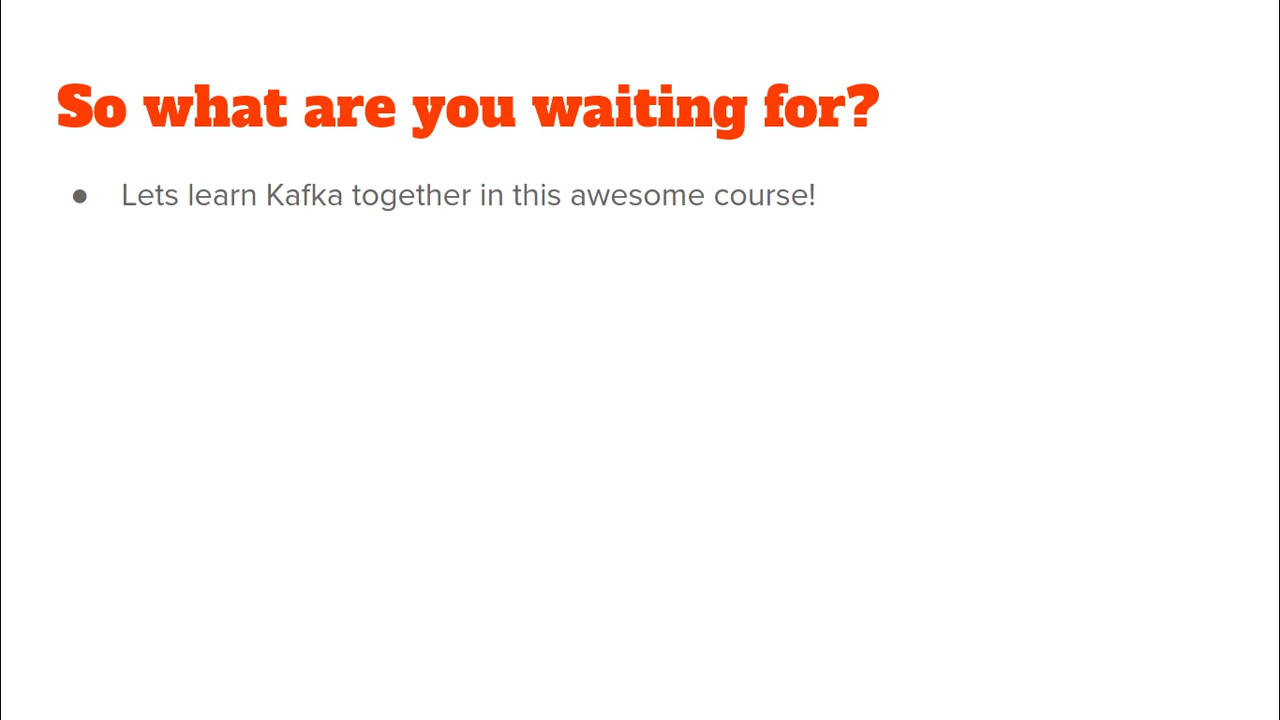 So what are you waiting for?
● Lets learn Kafka together in this awesome course!